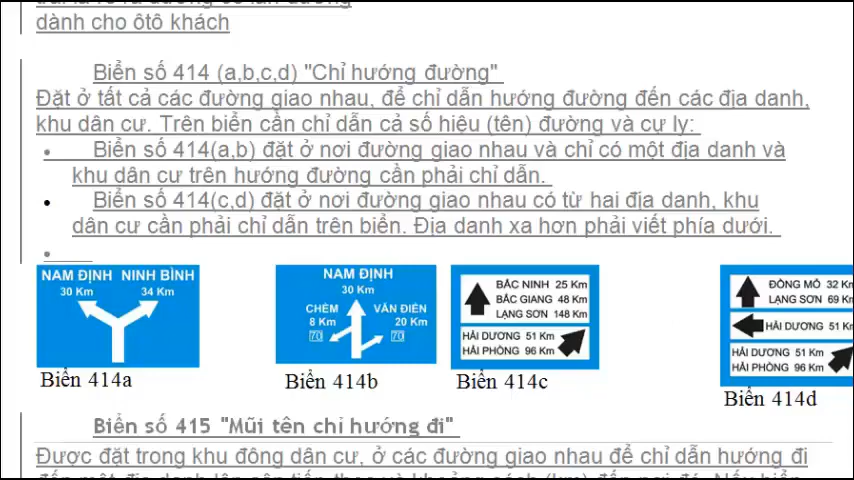 dành cho ôtô khách
Biển số 414 (a,b,c,d) "Chỉ hướng đường"
Đặt ở tất cả các đường giao nhau, để chỉ dẫn hướng đường đến các địa danh,
khu dân cư. Trên biển cần chỉ dẫn cả số hiệu (tên) đường và cự ly:
• Biển số 414(a,b) đặt ở nơi đường giao nhau và chỉ có một địa danh và
khu dân cư trên hướng đường cần phải chỉ dẫn.
• Biển số 414(c,d) đặt ở nơi đường giao nhau có từ hai địa danh, khu
dân cư cần phải chỉ dẫn trên biển. Địa danh xa hơn phải viết phía dưới.
•
NAM ĐỊNH NINH BÌNH
30 Km 34 Km
Biển 414a
NAM ĐỊNH
30 Km
CHÈM VĂN ĐIỂN
8 Km 20 Km
70 70
Biển 414b
BẮC NINH 25 Km
BẮC GIANG 48 Km
LẠNG SƠN 148 Km
HẢI DƯƠNG 51 Km
HẢI PHÒNG 96 Km
Biển 414c
ĐỒNG MỎ 32 Km
LẠNG SƠN 69 Km
HẢI DƯƠNG 51 Km
HẢI DƯƠNG 51 Km
HẢI PHÒNG 96 Km
Biển 414d
Biển số 415 "Mũi tên chỉ hướng đi"
Được đặt trong khu đông dân cư, ở các đường giao nhau để chỉ dẫn hướng đi